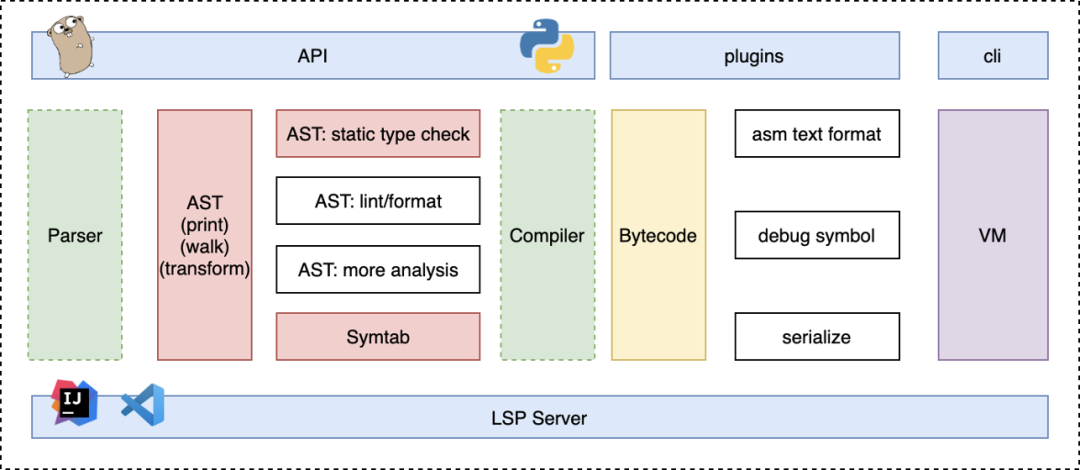 API
plugins
cli
Parser
AST
(print)
(walk)
(transform)
AST: static type check
AST: lint/format
AST: more analysis
Symtab
Compiler
Bytecode
asm text format
debug symbol
serialize
VM
IJ
LSP Server